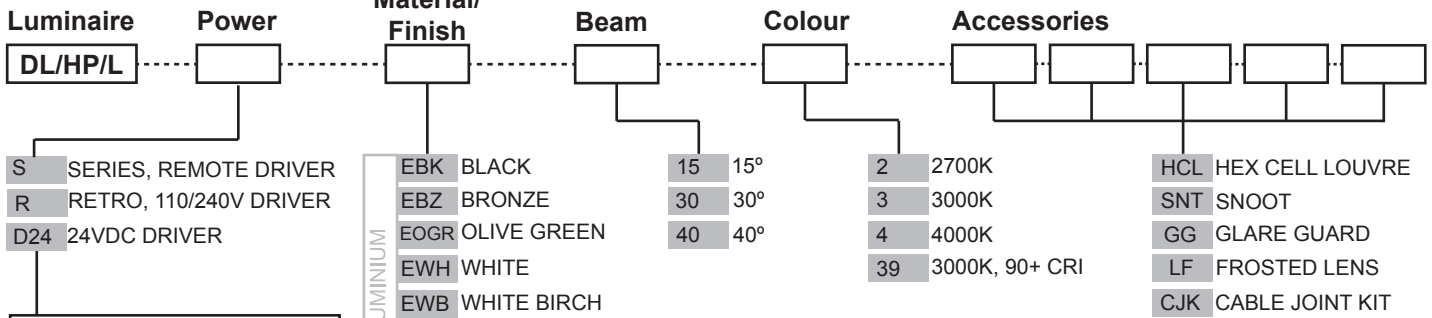 Luminaire Power Material/ Finish Beam Colour Accessories
DL/HP/L
S SERIES, REMOTE DRIVER
R RETRO, 110/240V DRIVER
D24 24VDC DRIVER
EBK BLACK
EBZ BRONZE
EOGR OLIVE GREEN
EWH WHITE
EWB WHITE BIRCH
15 15º
30 30º
40 40º
2 2700K
3 3000K
4 4000K
39 3000K, 90+ CRI
HCL HEX CELL LOUVRE
SNT SNOOT
GG GLARE GUARD
LF FROSTED LENS
CJK CABLE JOINT KIT